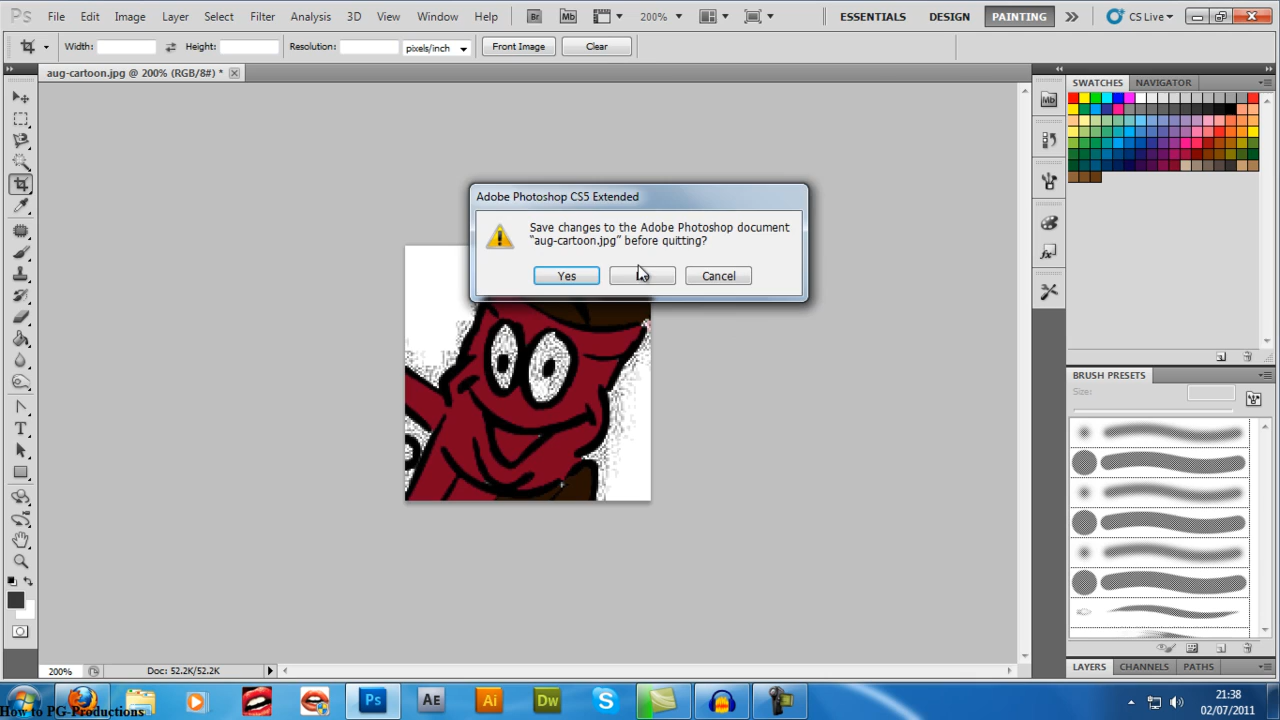 Ps File Edit Image Layer Select Filter Analysis 3D View Window Help Br Mb 200% ESSENTIALS DESIGN PAINTING CS Live
Width: Height: Resolution: pixels/inch Front Image Clear
aug-cartoon.jpg @ 200% (RGB/8#) *
SWATCHES NAVIGATOR
Mb
Adobe Photoshop CS5 Extended
Save changes to the Adobe Photoshop document
"aug-cartoon.jpg" before quitting?
Yes Cancel
BRUSH PRESETS
Size:
200% Doc: 52.2K/52.2K
LAYERS CHANNELS PATHS
Ps Ae Ai Dw
21:38
02/07/2011
How to PG-Productions